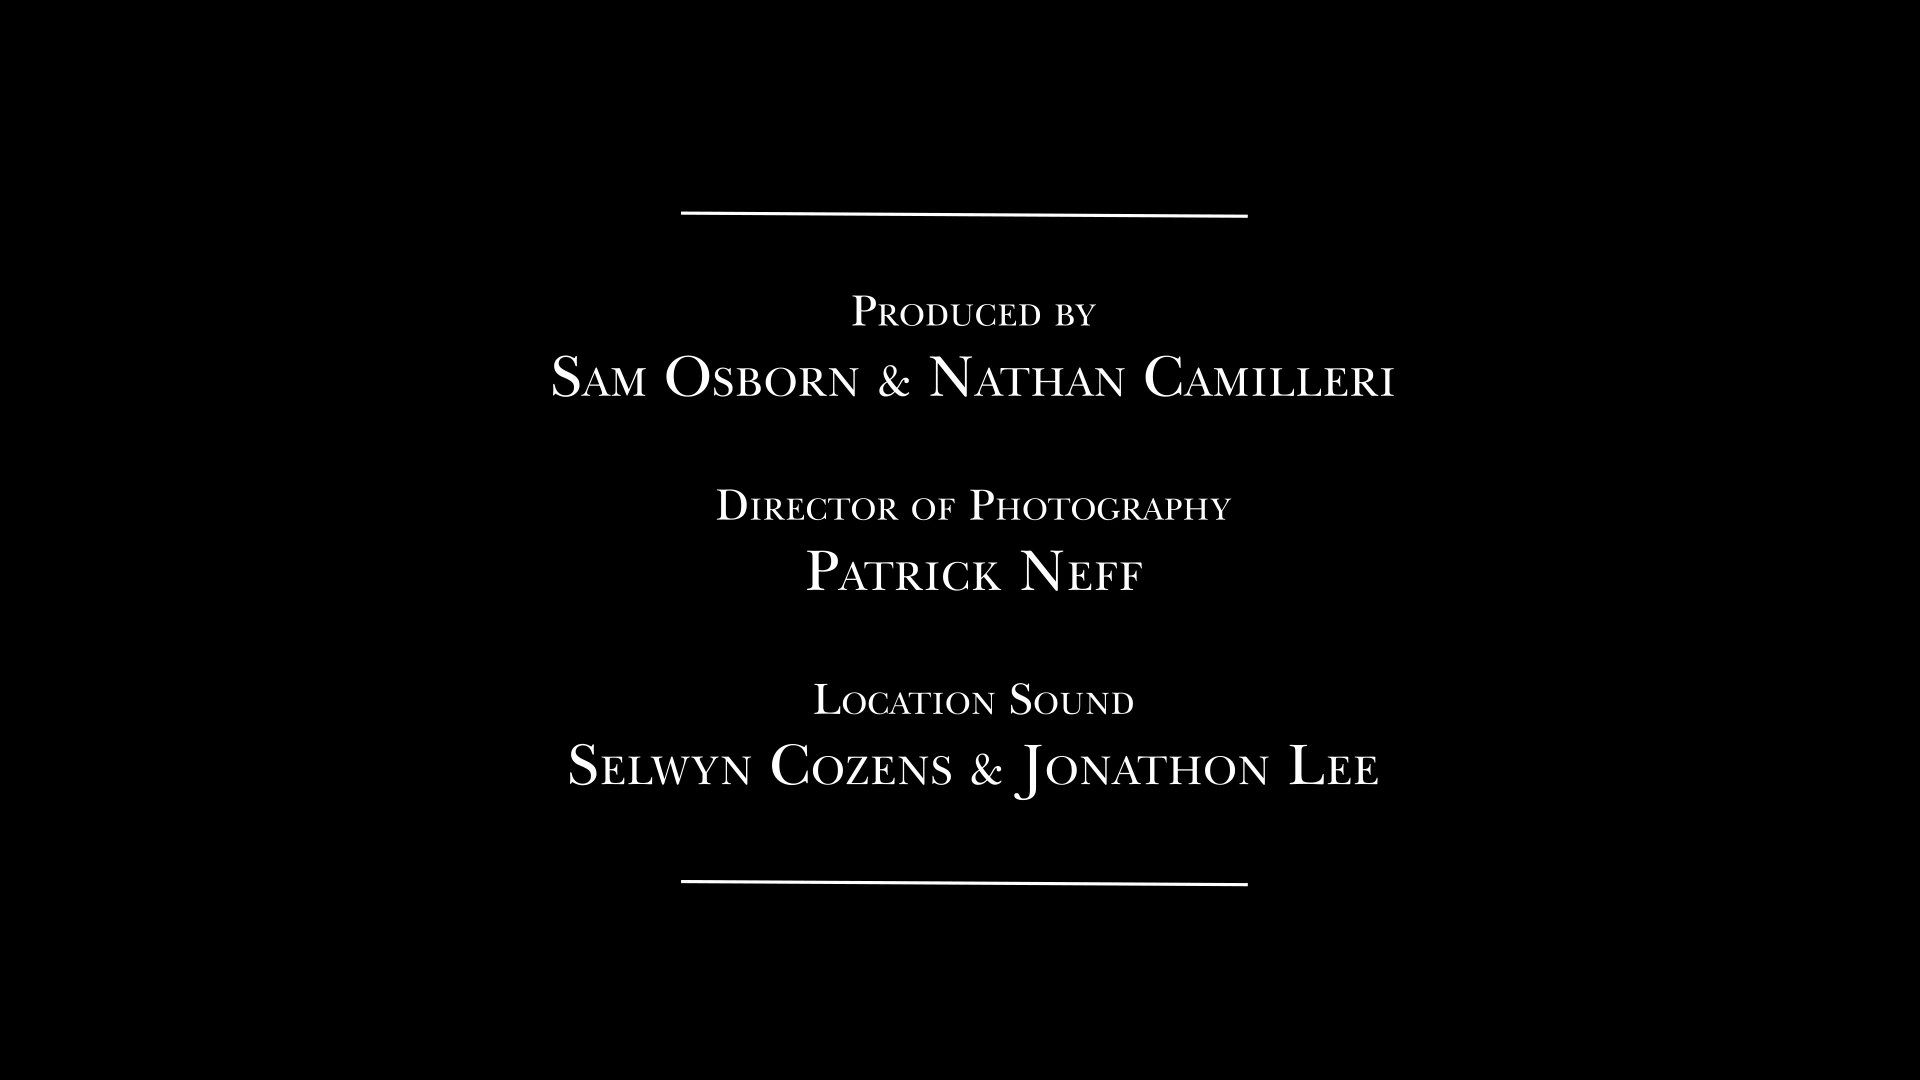 Produced by
Sam Osborn & Nathan Camilleri
Director of Photography
Patrick Neff
Location Sound
Selwyn Cozens & Jonathon Lee